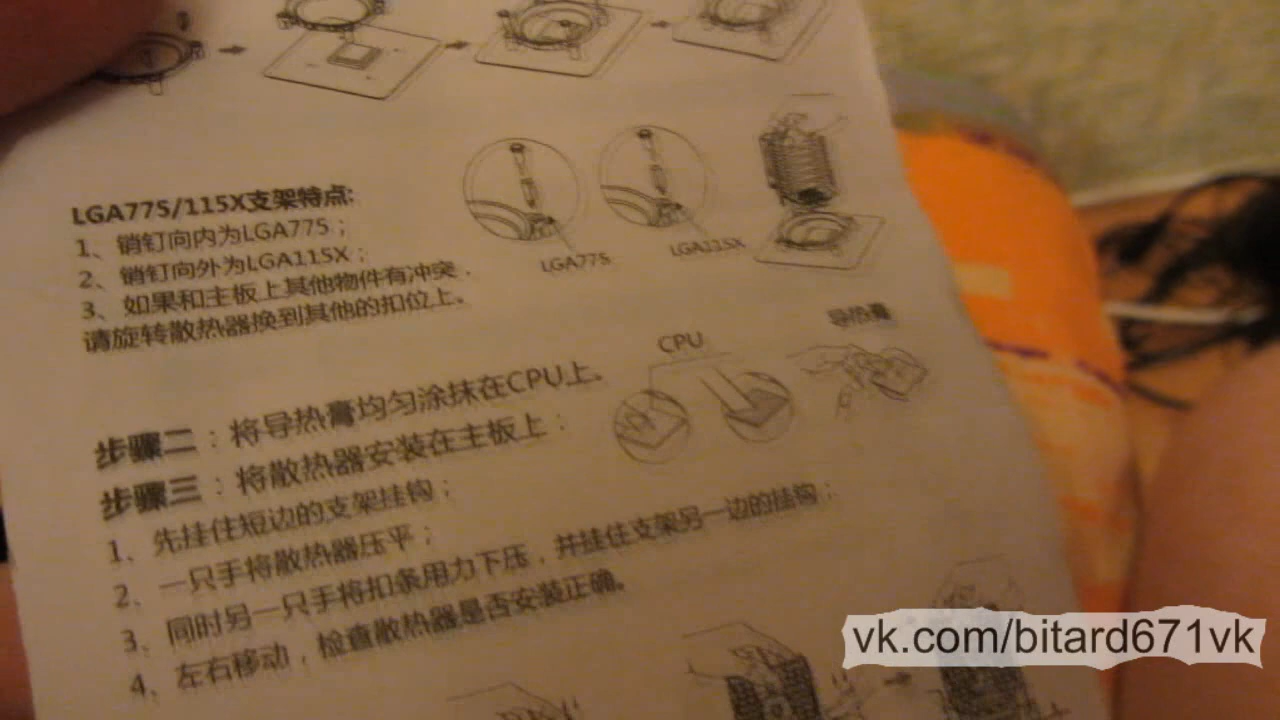 LGA775/115X支架特点:
1、销钉向内为LGA775；
2、销钉向外为LGA115X；
3、如果和主板上其他物件有冲突，
请旋转散热器换到其他的扣位上。
LGA775
LGA115X
步骤二：将导热膏均匀涂抹在CPU上。
CPU
导热膏
步骤三：将散热器安装在主板上：
1、先挂住短边的支架挂钩；
2、一只手将散热器压平；
3、同时另一只手将扣条用力下压，并挂住支架另一边的挂钩；
4、左右移动，检查散热器是否安装正确。
vk.com/bitard671vk